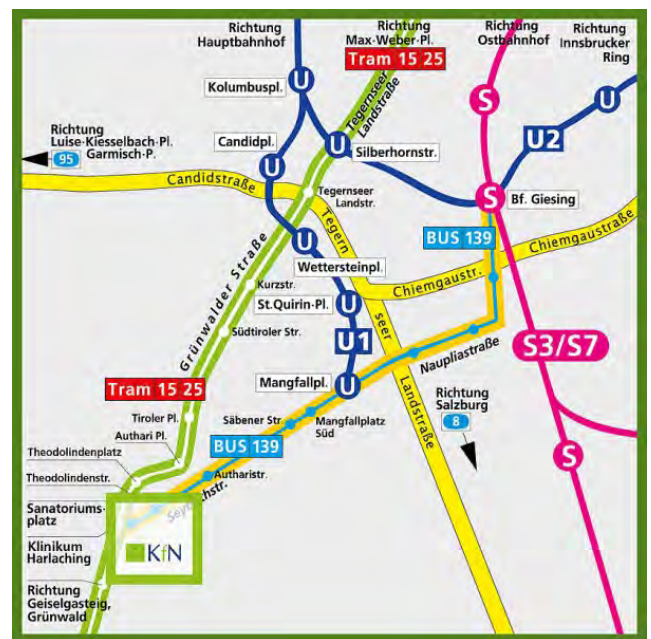 Richtung
Hauptbahnhof
Richtung
Max-Weber-Pl.
Tram 15 25
Richtung
Ostbahnhof
Richtung
Innsbrucker
Ring
U
Kolumbuspl.
Tegernseer
Landstraße
S
U
U2
Richtung
Luise-Kiesselbach-Pl.
95 Garmisch-P.
Candidpl.
U
U
Silberhornstr.
Candidstraße
Tegernseer
Landstr.
S
Bf. Giesing
BUS 139
U
Wettersteinpl.
Tegern
seer
Landstraße
Chiemgaustr.
Chiemgaustraße
Grünwalder Straße
Kurzstr.
St.Quirin-Pl.
U
Südtiroler Str.
U1
Naupliastraße
S3/S7
Tram 15 25
Mangfallpl.
U
Richtung
Salzburg
8
Tiroler Pl.
Säbener Str.
Mangfallplatz
Süd
Authari Pl.
BUS 139
S
Theodolindenplatz
Theodolindenstr.
Autharistr.
Sanatoriums-
platz
Klinikum
Harlaching
KfN
Richtung
Geiselgasteig,
Grünwald